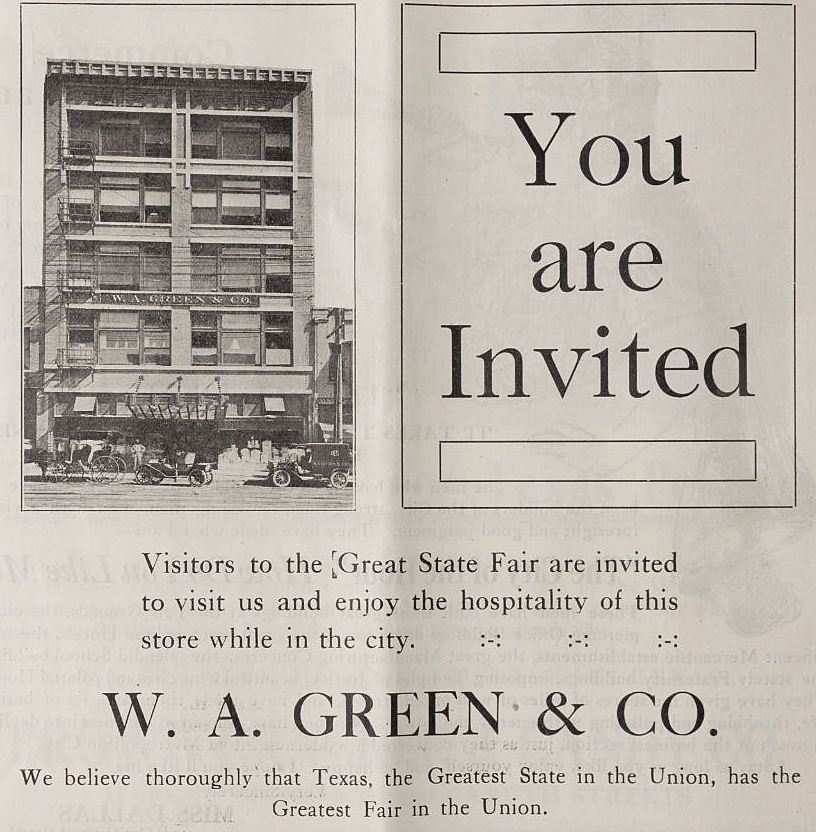 W. A. GREEN & CO.
You
are
Invited
Visitors to the [Great State Fair are invited
to visit us and enjoy the hospitality of this
store while in the city. :-: :-: :-:
W. A. GREEN & CO.
We believe thoroughly that Texas, the Greatest State in the Union, has the
Greatest Fair in the Union.